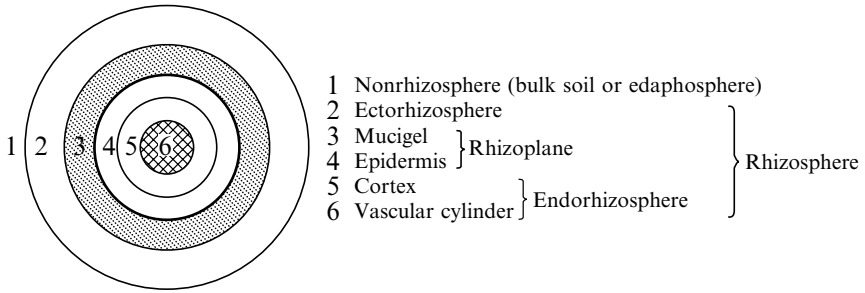 1 Nonrhizosphere (bulk soil or edaphosphere)
2 Ectorhizosphere
3 Mucigel
4 Epidermis
Rhizoplane
5 Cortex
6 Vascular cylinder
Endorhizosphere
Rhizosphere
1 2 3 4 5 6